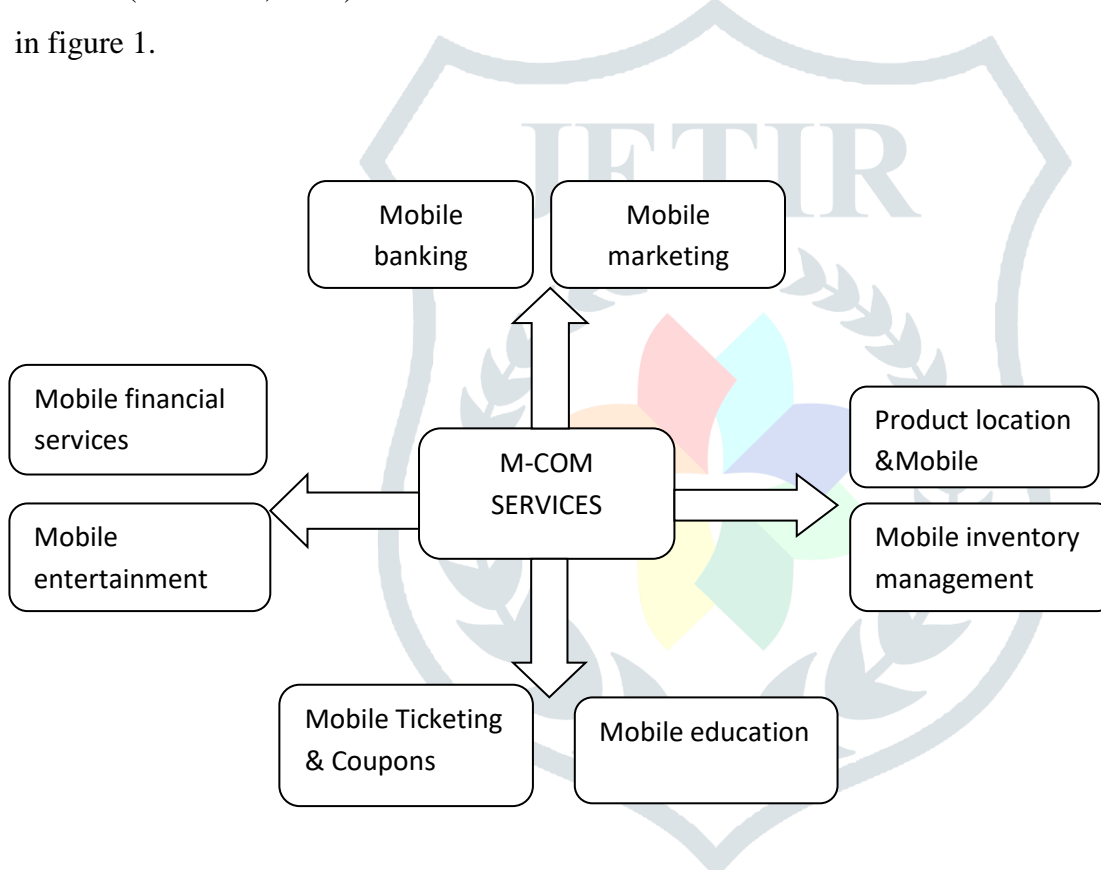 in figure 1.
JETIR
Mobile
banking
Mobile
marketing
Mobile financial
services
Product location
&Mobile
M-COM
SERVICES
Mobile
entertainment
Mobile inventory
management
Mobile Ticketing
& Coupons
Mobile education